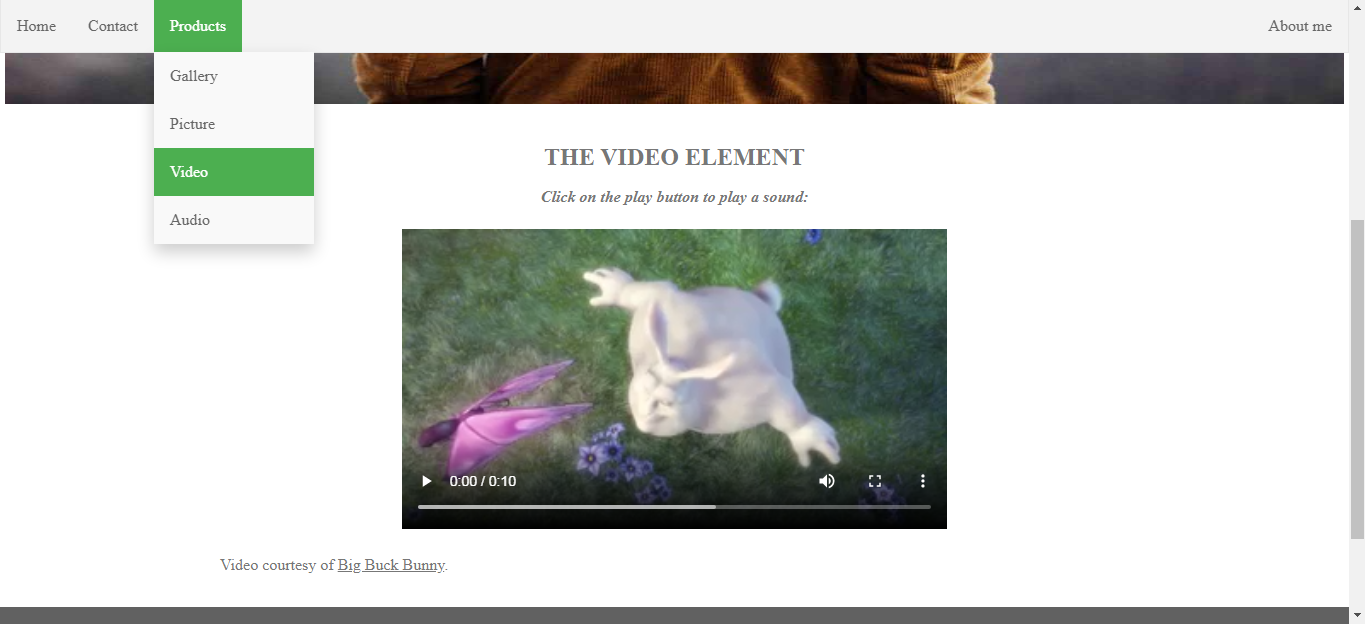 Home Contact Products About me
Gallery
Picture
Video
Audio
THE VIDEO ELEMENT
Click on the play button to play a sound:
0:00 / 0:10
Video courtesy of Big Buck Bunny.